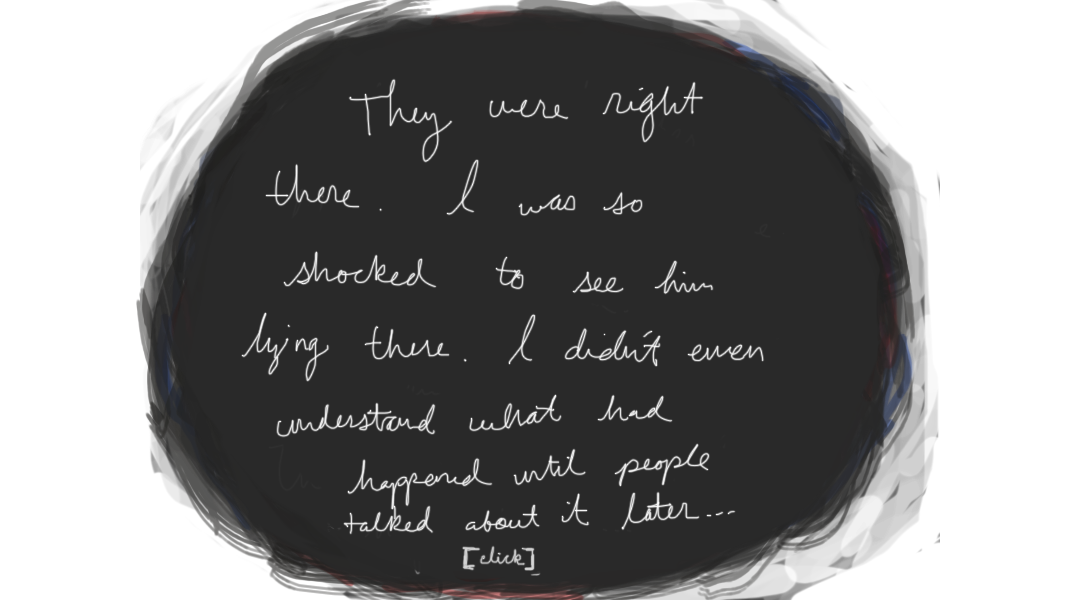 They were right
there. I was so
shocked to see him
lying there. I didn't even
understand what had
happened until people
talked about it later...
[click]